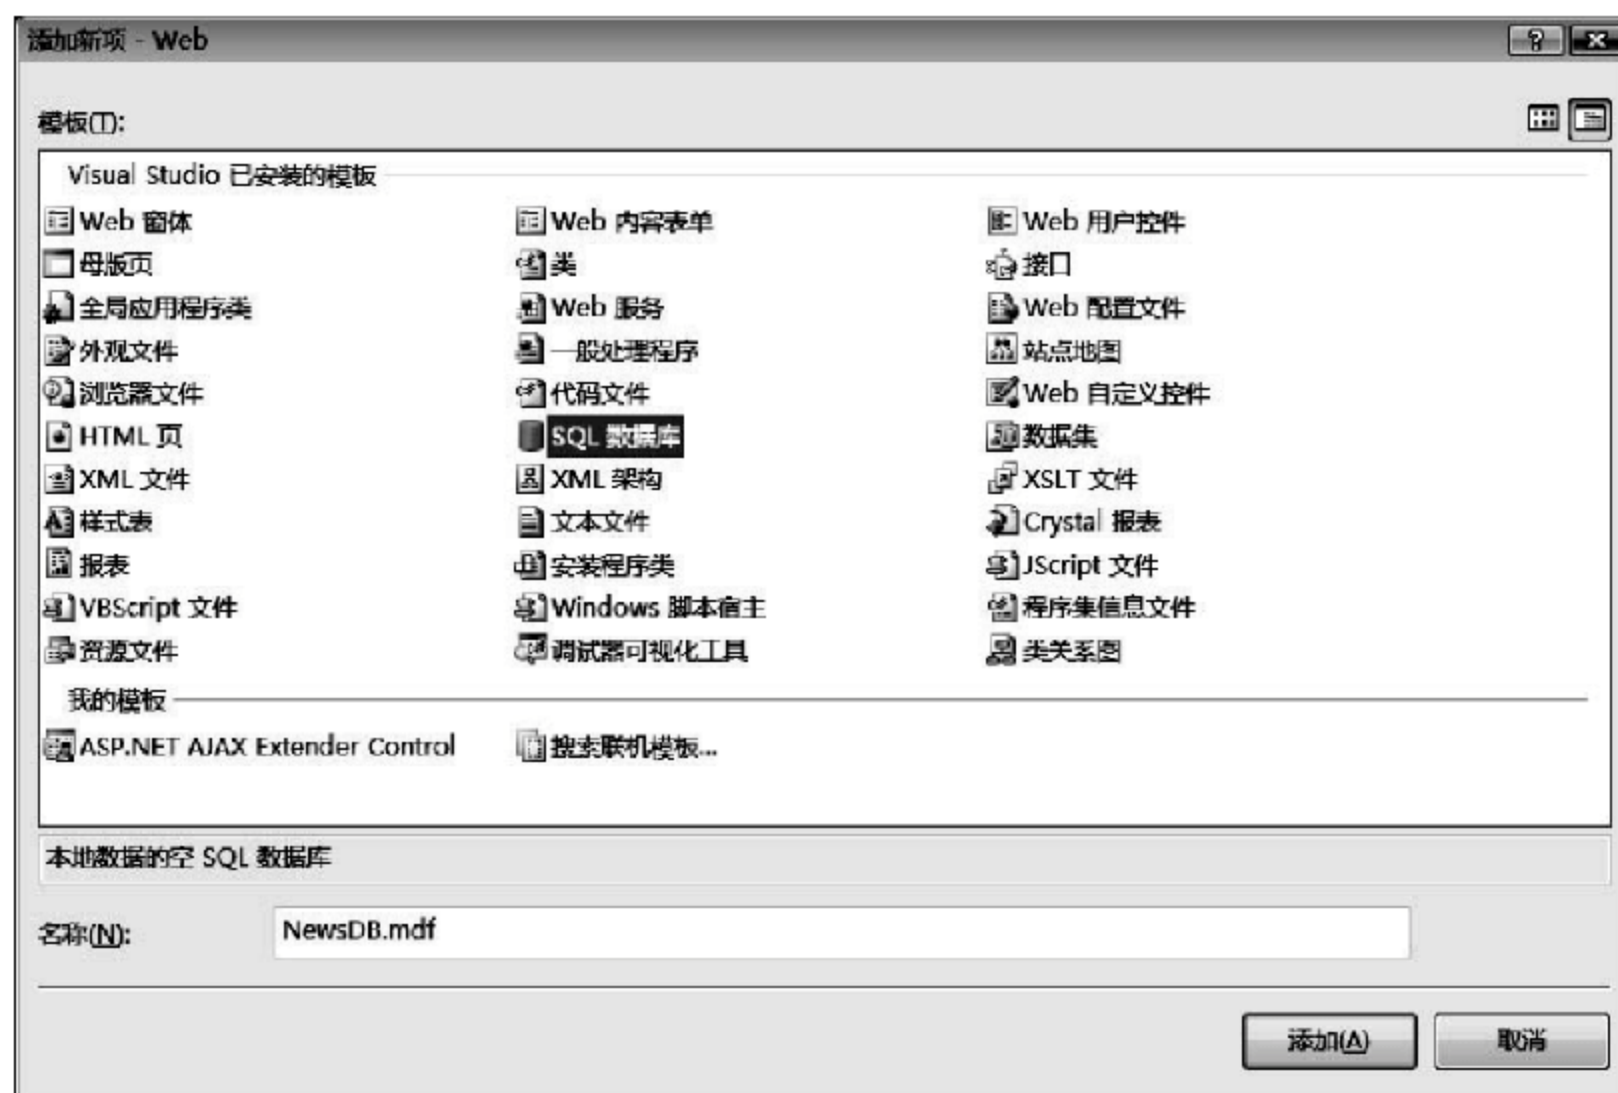 添加新项 - Web
模板(T):
Visual Studio 已安装的模板
Web 窗体 Web 内容表单 Web 用户控件
母版页 类 接口
全局应用程序类 Web 服务 Web 配置文件
外观文件 一般处理程序 站点地图
浏览器文件 代码文件 Web 自定义控件
HTML 页 SQL 数据库 数据集
XML 文件 XML 架构 XSLT 文件
样式表 文本文件 Crystal 报表
报表 安装程序类 JScript 文件
VBScript 文件 Windows 脚本宿主 程序集信息文件
资源文件 调试器可视化工具 类关系图
我的模板
ASP.NET AJAX Extender Control 搜索联机模板...
本地数据的空 SQL 数据库
名称(N): NewsDB.mdf
添加(A) 取消